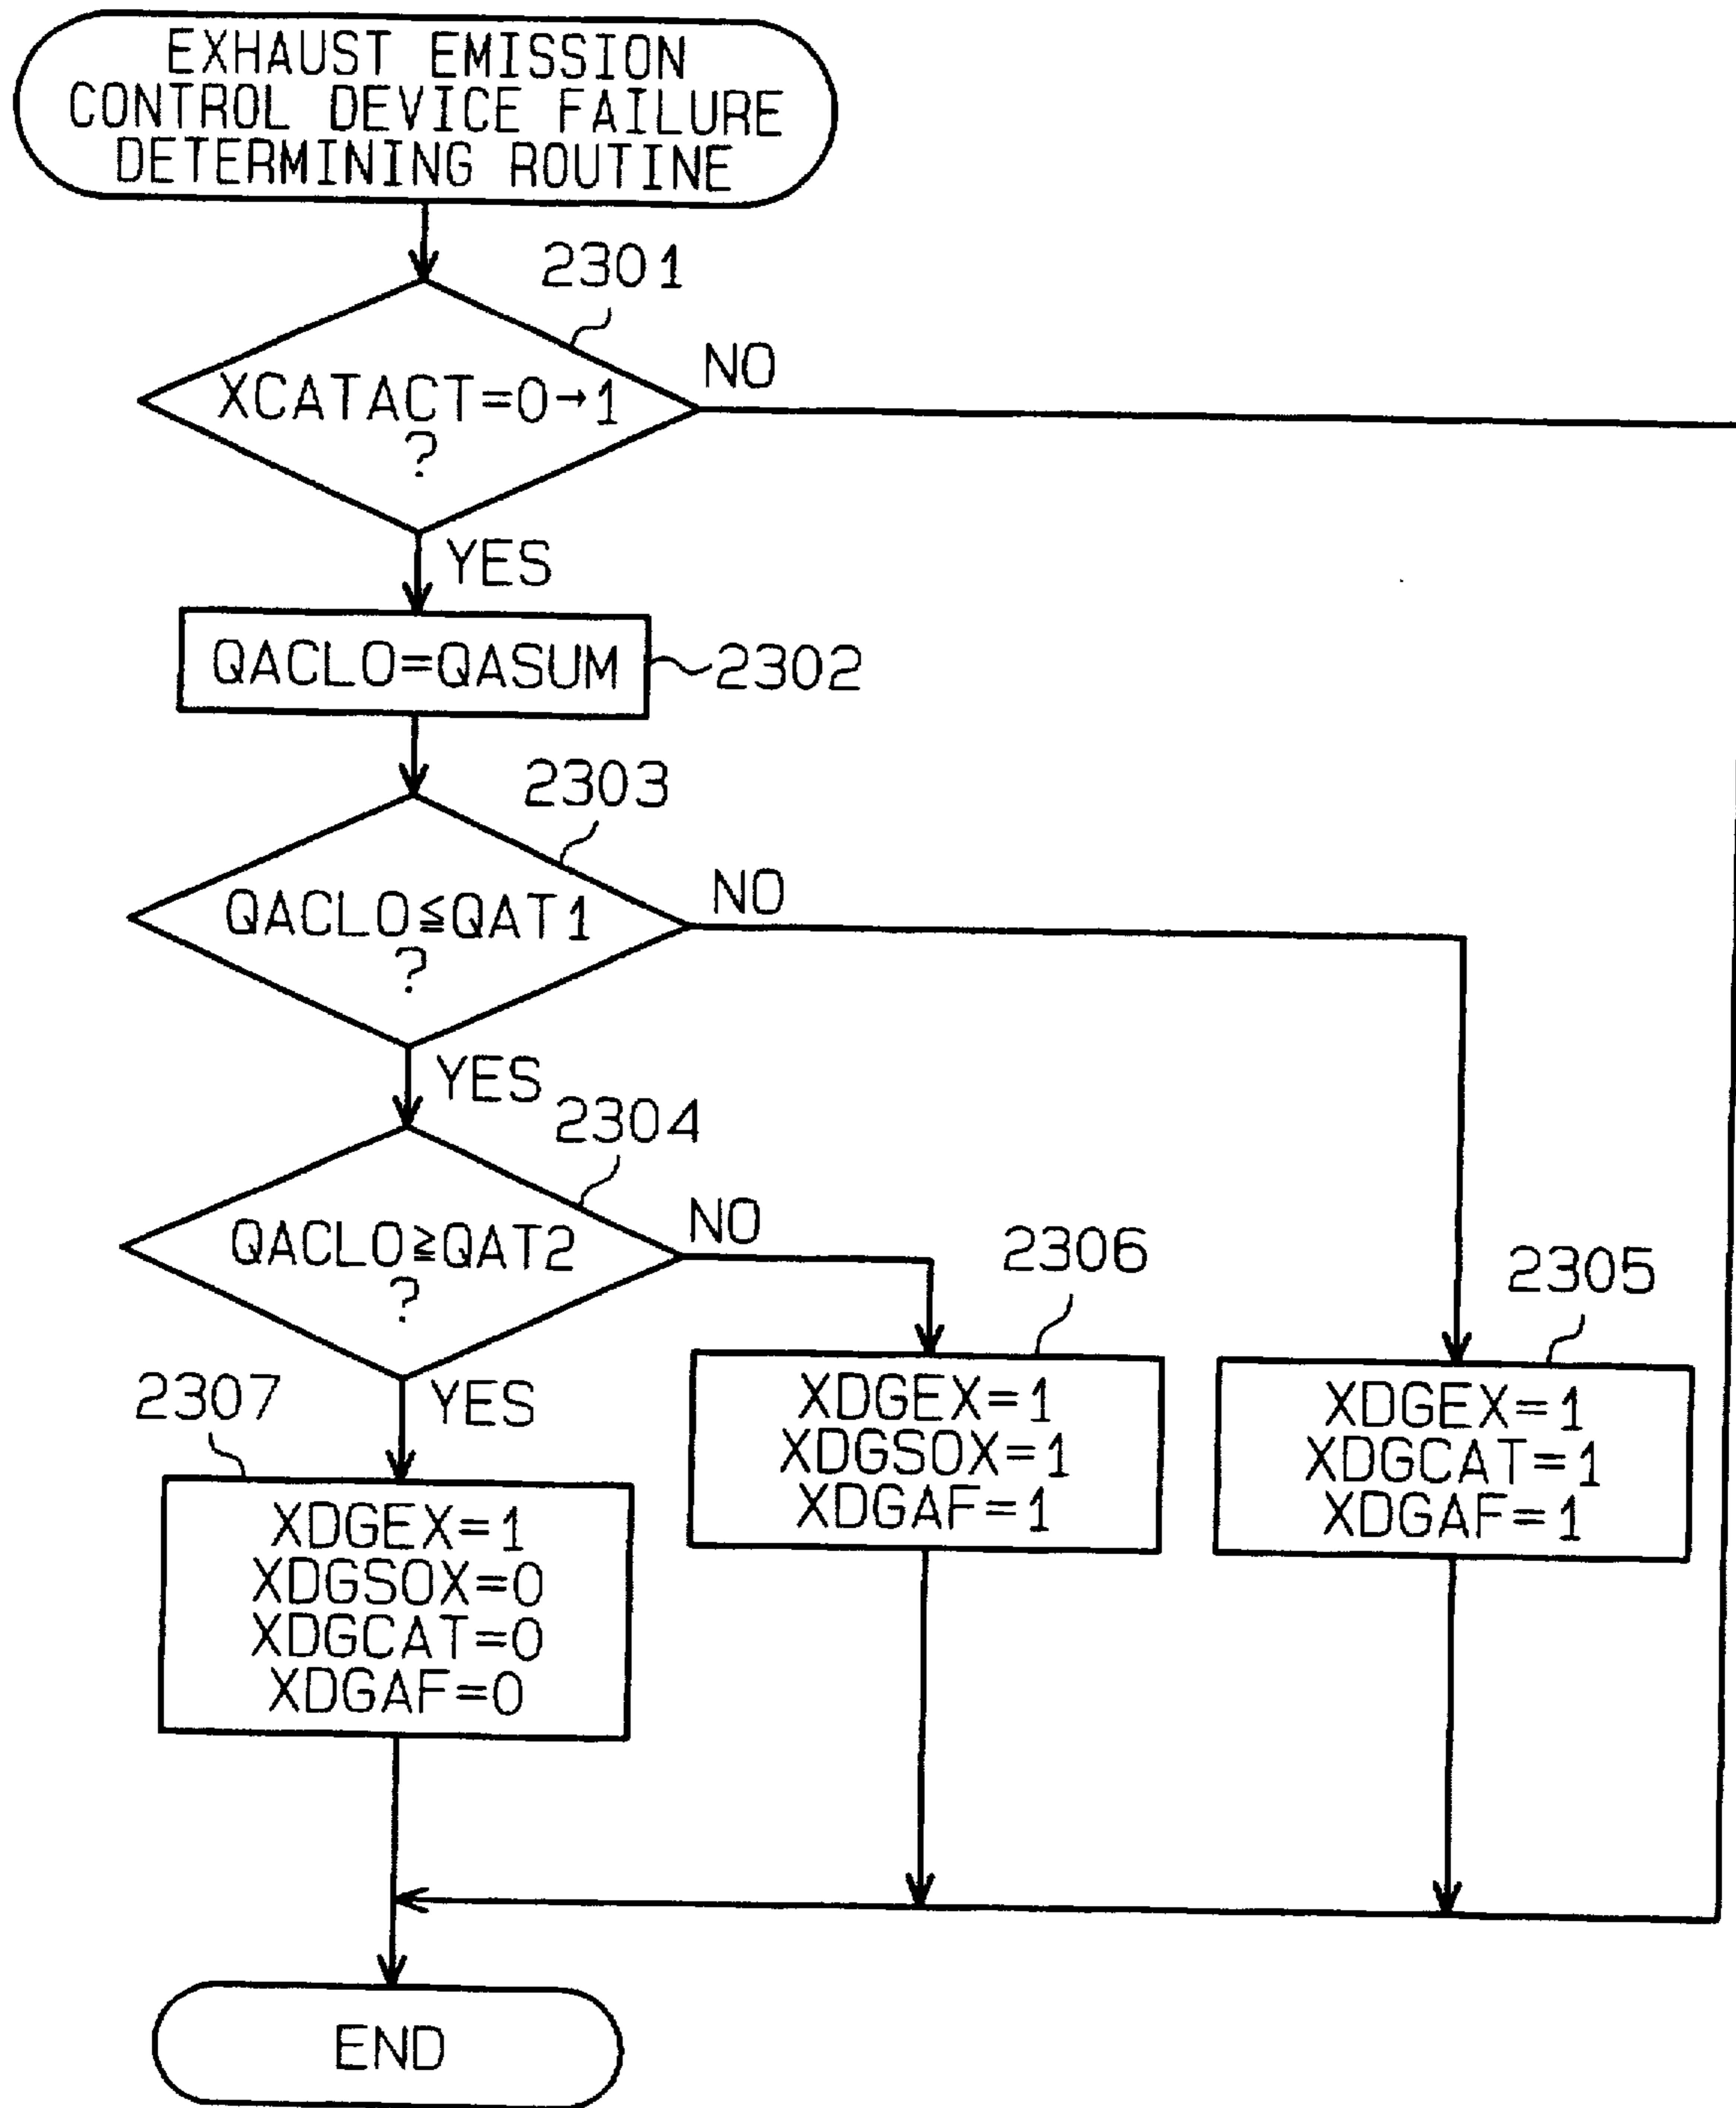 EXHAUST EMISSION
CONTROL DEVICE FAILURE
DETERMINING ROUTINE
2301
XCATACT=0→1
?
NO
YES
QACLO=QASUM
2302
2303
QACLO≦QAT1
?
NO
YES
2304
QACLO≧QAT2
?
NO
YES
2306
2305
2307
XDGEX=1
XDGSOX=1
XDGAF=1
XDGEX=1
XDGCAT=1
XDGAF=1
XDGEX=1
XDGSOX=0
XDGCAT=0
XDGAF=0
END